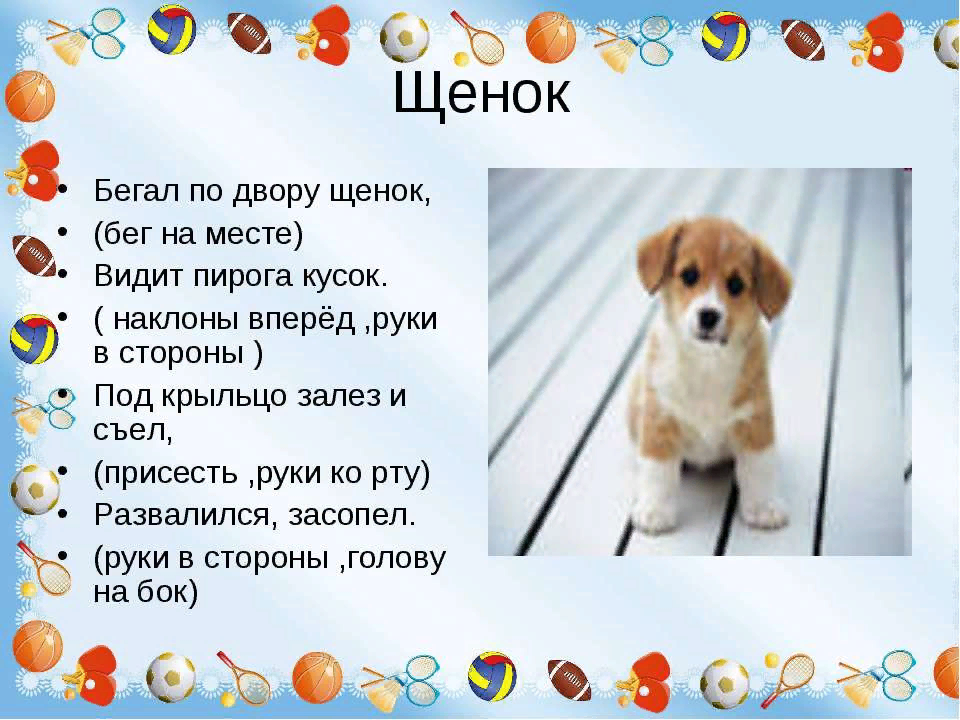 Щенок
• Бегал по двору щенок,
• (бег на месте)
• Видит пирога кусок.
• ( наклоны вперёд ,руки
в стороны )
• Под крыльцо залез и
съел,
• (присесть ,руки ко рту)
• Развалился, засопел.
• (руки в стороны ,голову
на бок)